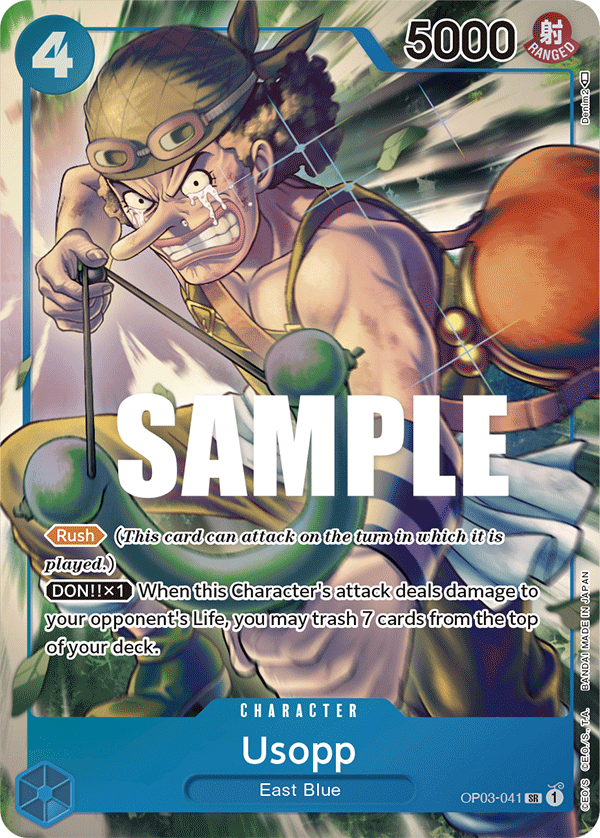 4
5000
射
RANGED
Donima2
SAMPLE
Rush (This card can attack on the turn in which it is
played.)
DON!!×1 When this Character's attack deals damage to
your opponent's Life, you may trash 7 cards from the top
of your deck.
CHARACTER
Usopp
East Blue
OP03-041 SR 1
©EO/S ©E.O./S., T.A. BANDAI MADE IN JAPAN